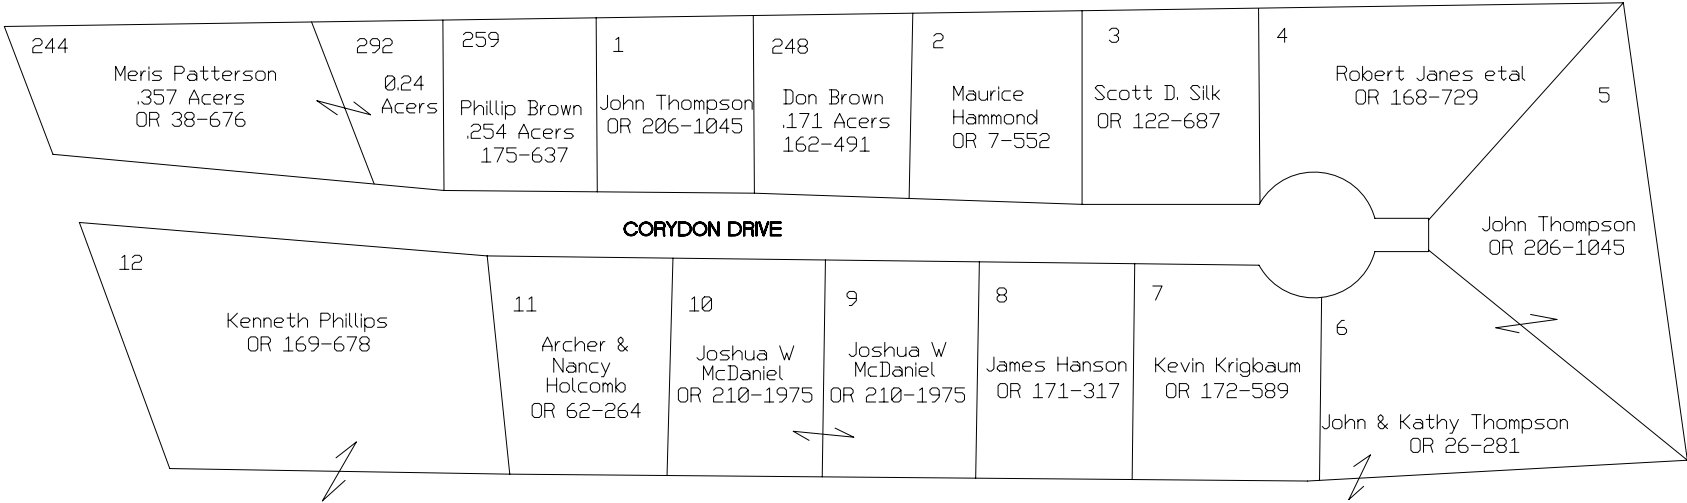 244
Meris Patterson
.357 Acers
OR 38-676
292
0.24
Acers
259
Phillip Brown
.254 Acers
175-637
1
John Thompson
OR 206-1045
248
Don Brown
.171 Acers
162-491
2
Maurice
Hammond
OR 7-552
3
Scott D. Silk
OR 122-687
4
Robert Janes etal
OR 168-729
5
John Thompson
OR 206-1045
CORYDON DRIVE
12
Kenneth Phillips
OR 169-678
11
Archer &
Nancy
Holcomb
OR 62-264
10
Joshua W
McDaniel
OR 210-1975
9
Joshua W
McDaniel
OR 210-1975
8
James Hanson
OR 171-317
7
Kevin Krigbaum
OR 172-589
6
John & Kathy Thompson
OR 26-281